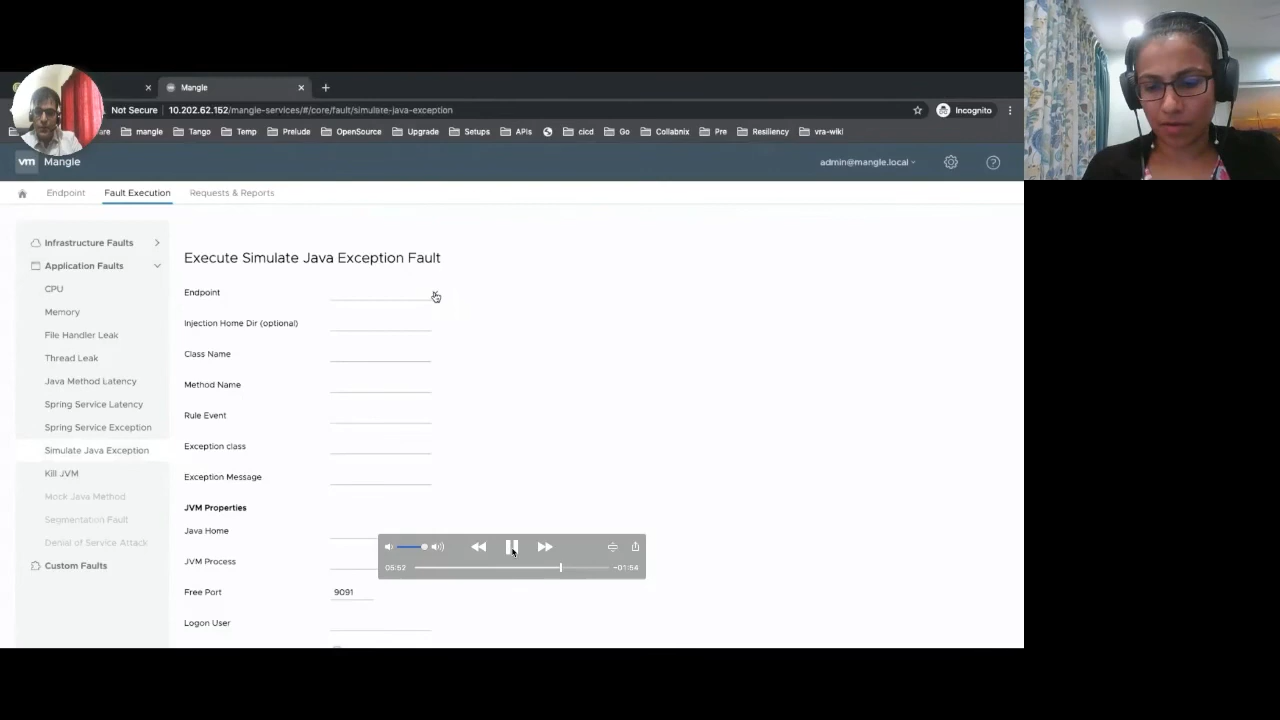 Mangle
Not Secure 10.202.62.152/mangle-services/#/core/fault/simulate-java-exception Incognito
are mangle Tango Temp Prelude OpenSource Upgrade Setups APIs cicd Go Collabnix Pre Resiliency vra-wiki
vm Mangle admin@mangle.local
Endpoint Fault Execution Requests & Reports
Infrastructure Faults
Application Faults
CPU
Memory
File Handler Leak
Thread Leak
Java Method Latency
Spring Service Latency
Spring Service Exception
Simulate Java Exception
Kill JVM
Mock Java Method
Segmentation Fault
Denial of Service Attack
Custom Faults
Execute Simulate Java Exception Fault
Endpoint
Injection Home Dir (optional)
Class Name
Method Name
Rule Event
Exception class
Exception Message
JVM Properties
Java Home
JVM Process
Free Port 9091
Logon User
05:52 -01:54